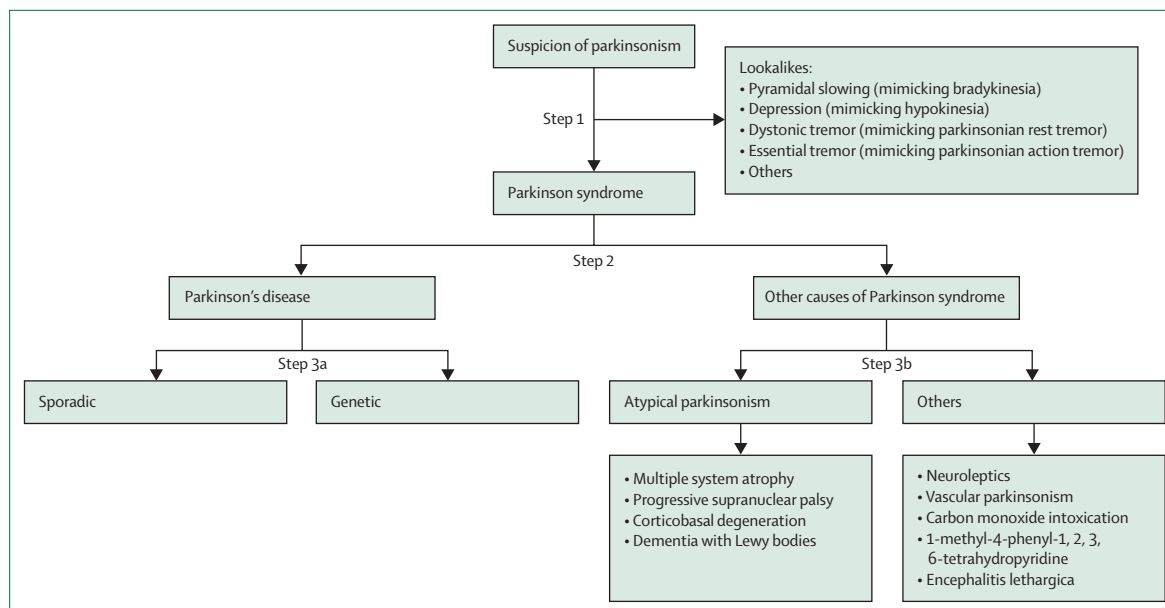 Suspicion of parkinsonism
Lookalikes:
• Pyramidal slowing (mimicking bradykinesia)
• Depression (mimicking hypokinesia)
• Dystonic tremor (mimicking parkinsonian rest tremor)
• Essential tremor (mimicking parkinsonian action tremor)
• Others
Step 1
Parkinson syndrome
Step 2
Parkinson's disease
Other causes of Parkinson syndrome
Step 3a
Step 3b
Sporadic
Genetic
Atypical parkinsonism
Others
• Multiple system atrophy
• Progressive supranuclear palsy
• Corticobasal degeneration
• Dementia with Lewy bodies
• Neuroleptics
• Vascular parkinsonism
• Carbon monoxide intoxication
• 1-methyl-4-phenyl-1, 2, 3,
6-tetrahydropyridine
• Encephalitis lethargica